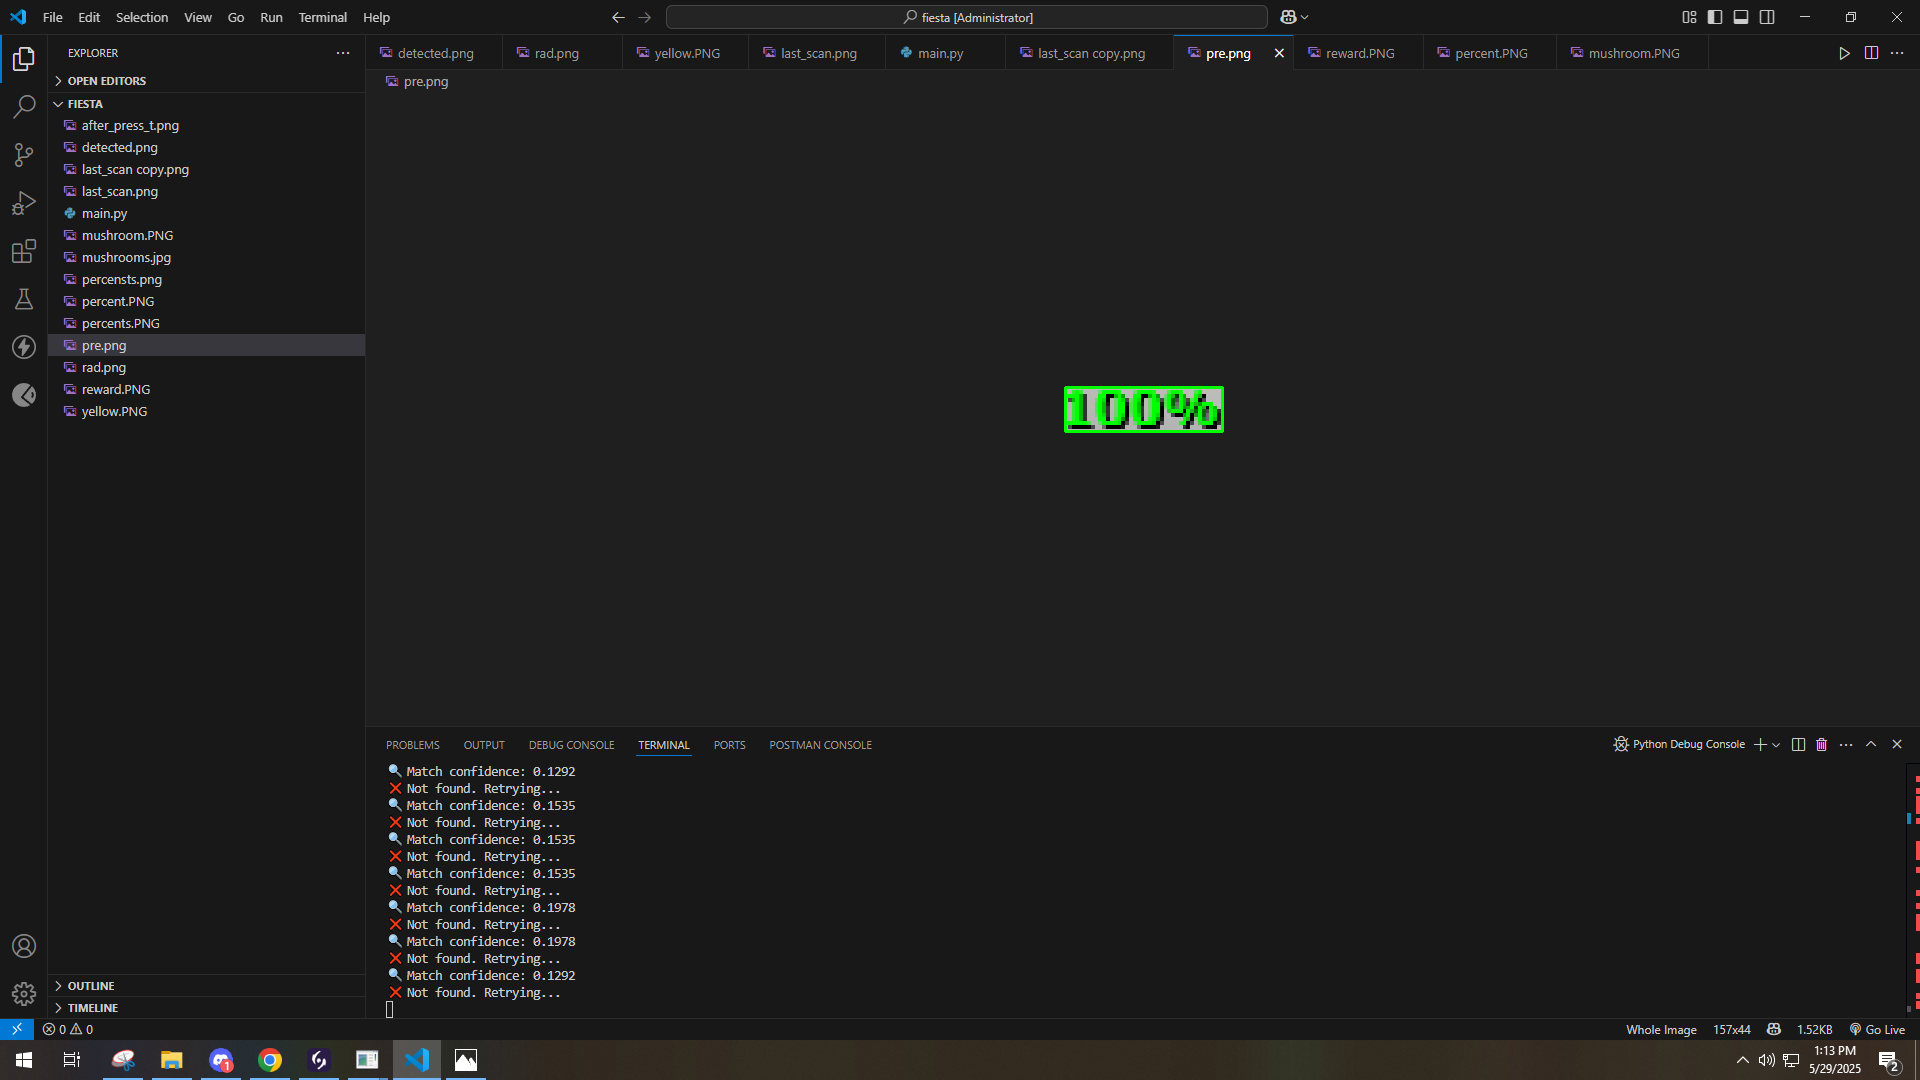 File Edit Selection View Go Run Terminal Help
fiesta [Administrator]
EXPLORER
OPEN EDITORS
FIESTA
after_press_t.png
detected.png
last_scan copy.png
last_scan.png
main.py
mushroom.PNG
mushrooms.jpg
percensts.png
percent.PNG
percents.PNG
pre.png
rad.png
reward.PNG
yellow.PNG
OUTLINE
TIMELINE
detected.png rad.png yellow.PNG last_scan.png main.py last_scan copy.png pre.png reward.PNG percent.PNG mushroom.PNG
pre.png
100%
PROBLEMS OUTPUT DEBUG CONSOLE TERMINAL PORTS POSTMAN CONSOLE
Python Debug Console
Match confidence: 0.1292
Not found. Retrying...
Match confidence: 0.1535
Not found. Retrying...
Match confidence: 0.1535
Not found. Retrying...
Match confidence: 0.1535
Not found. Retrying...
Match confidence: 0.1978
Not found. Retrying...
Match confidence: 0.1978
Not found. Retrying...
Match confidence: 0.1292
Not found. Retrying...
0 0
Whole Image 157x44 1.52KB Go Live
1
1:13 PM
5/29/2025
2